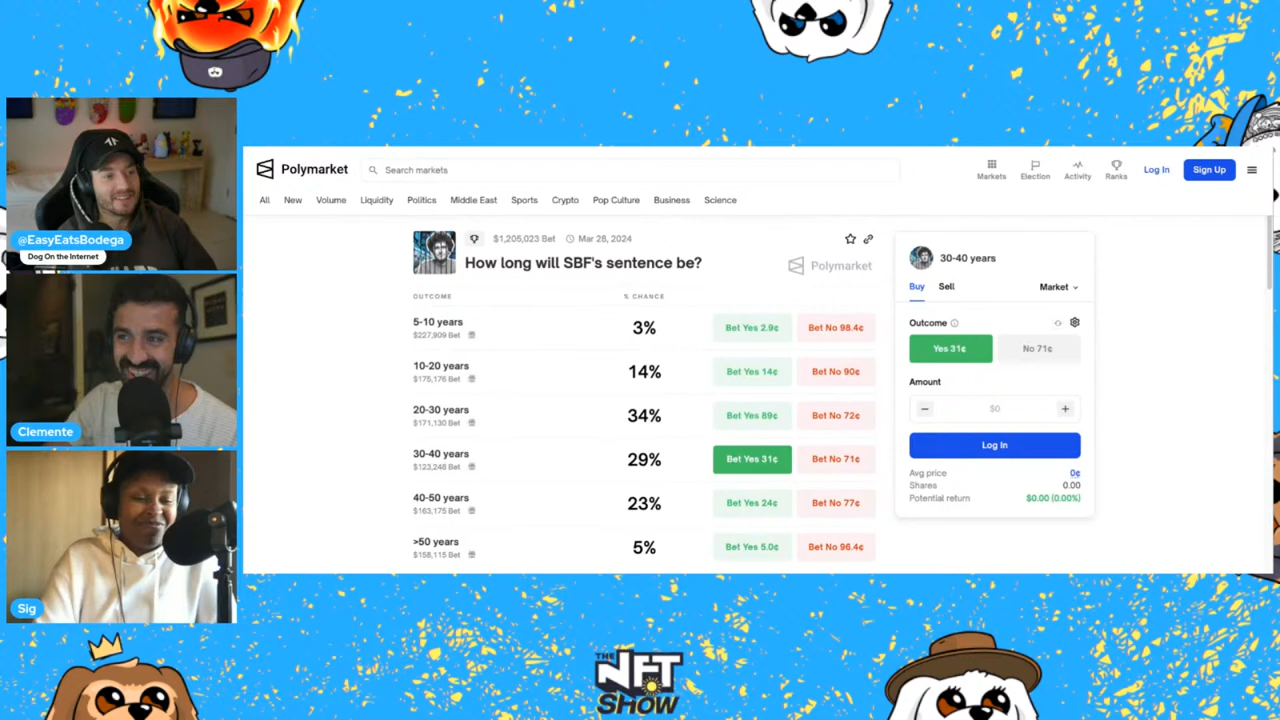 @EasyEatsBodega
Dog On the Internet
Clemente
Sig
Polymarket
Search markets
Markets
Election
Activity
Ranks
Log In
Sign Up
All
New
Volume
Liquidity
Politics
Middle East
Sports
Crypto
Pop Culture
Business
Science
$1,205,023 Bet
Mar 28, 2024
How long will SBF's sentence be?
Polymarket
OUTCOME
% CHANCE
5-10 years
$227,909 Bet
3%
Bet Yes 2.9¢
Bet No 98.4¢
10-20 years
$175,176 Bet
14%
Bet Yes 14¢
Bet No 90¢
20-30 years
$171,130 Bet
34%
Bet Yes 89¢
Bet No 72¢
30-40 years
$123,248 Bet
29%
Bet Yes 31¢
Bet No 71¢
40-50 years
$163,175 Bet
23%
Bet Yes 24¢
Bet No 77¢
>50 years
$158,115 Bet
5%
Bet Yes 5.0¢
Bet No 96.4¢
30-40 years
Buy
Sell
Market
Outcome
Yes 31¢
No 71¢
Amount
$0
Log In
Avg price
0¢
Shares
0.00
Potential return
$0.00 (0.00%)
THE
NFT
SHOW